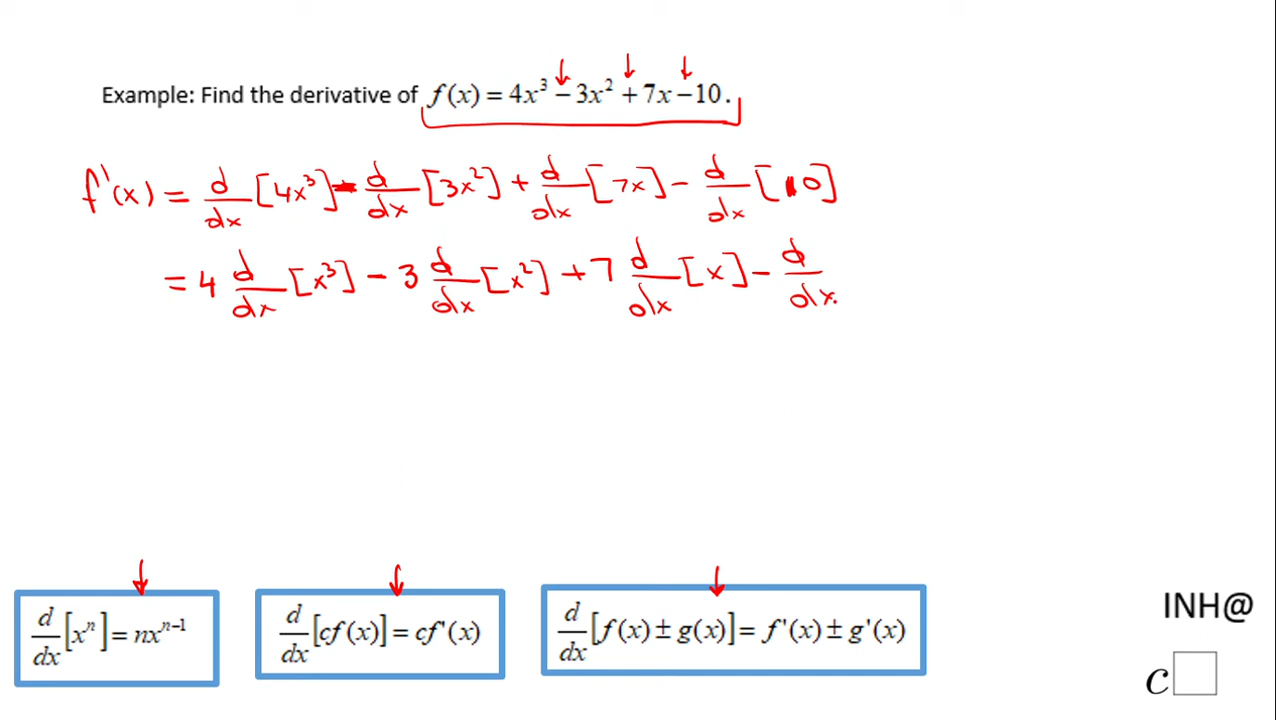 Example: Find the derivative of f(x) = 4x³ − 3x² + 7x − 10.
f'(x) = d/dx [4x³] - d/dx [3x²] + d/dx [7x] - d/dx [10]
= 4 d/dx [x³] - 3 d/dx [x²] + 7 d/dx [x] - d/dx
d/dx [xⁿ] = nxⁿ⁻¹
d/dx [cf(x)] = cf'(x)
d/dx [f(x) ± g(x)] = f'(x) ± g'(x)
INH@
c